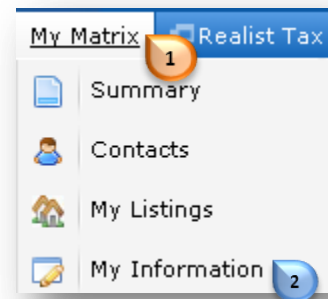 My Matrix 1 Realist Tax
Summary
Contacts
My Listings
My Information 2